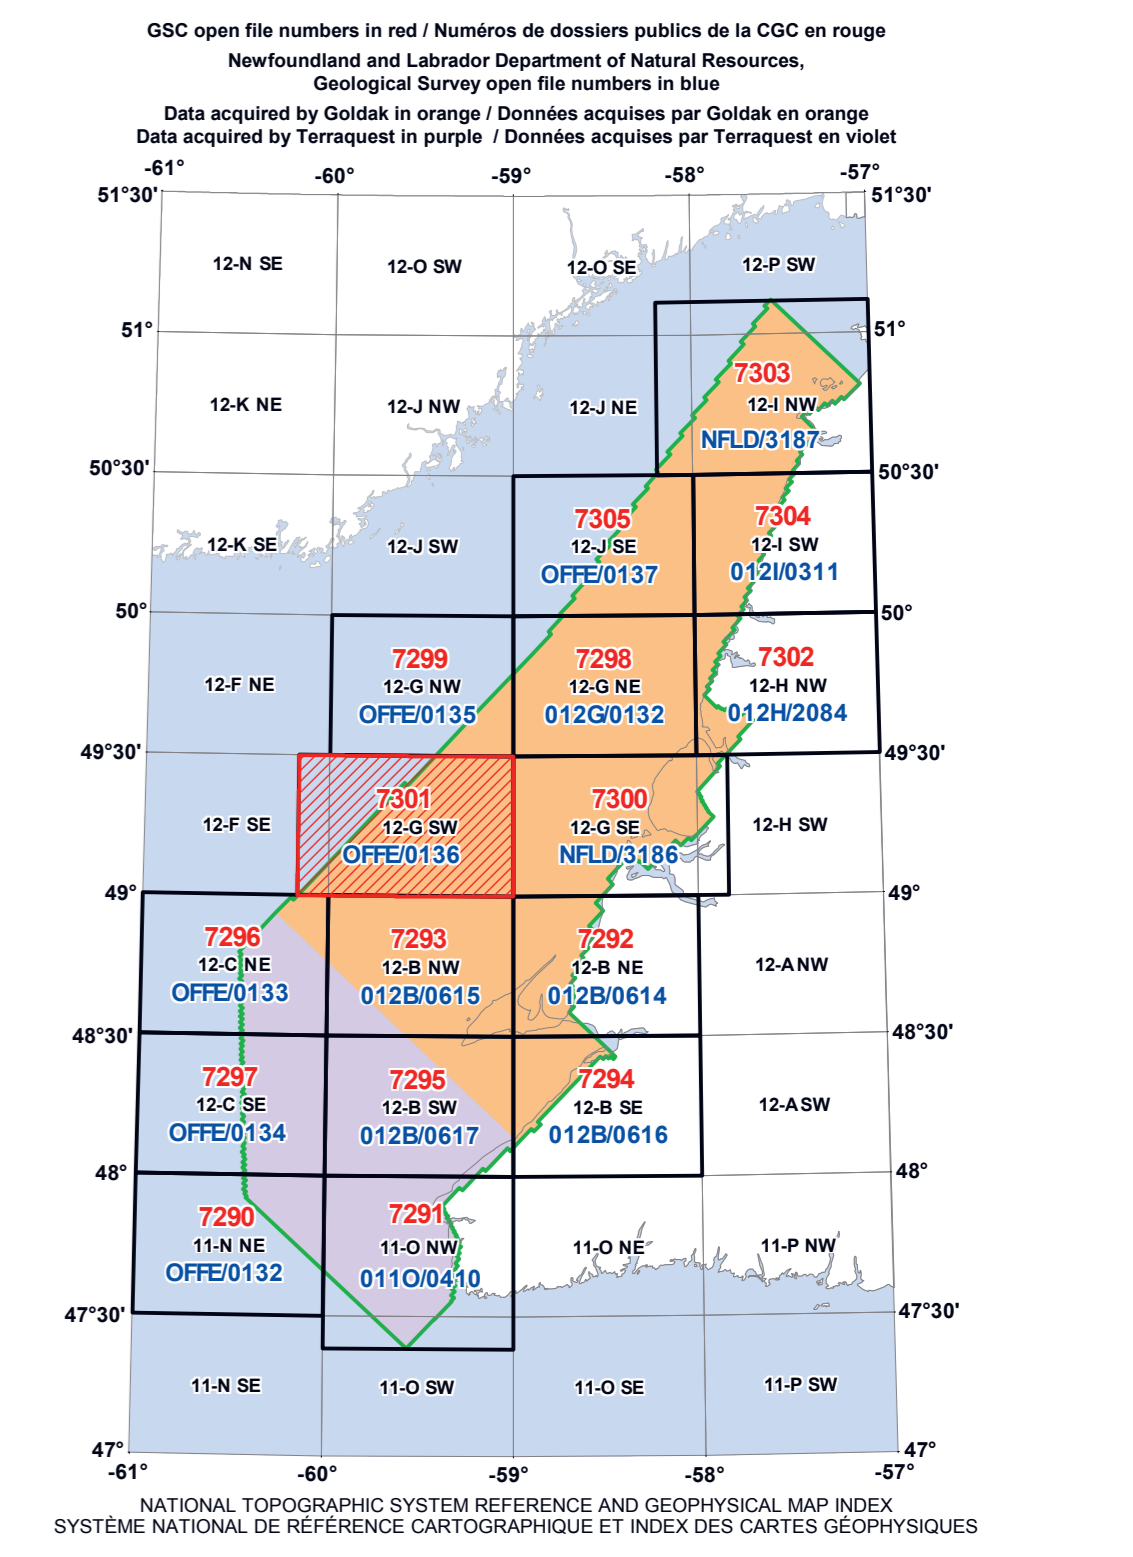 GSC open file numbers in red / Numéros de dossiers publics de la CGC en rouge
Newfoundland and Labrador Department of Natural Resources,
Geological Survey open file numbers in blue
Data acquired by Goldak in orange / Données acquises par Goldak en orange
Data acquired by Terraquest in purple / Données acquises par Terraquest en violet
-61° -60° -59° -58° -57°
51°30' 51°30'
12-N SE 12-O SW 12-O SE 12-P SW
51° 51°
7303
12-K NE 12-J NW 12-J NE 12-I NW
NFLD/3187
50°30' 50°30'
7305 7304
12-K SE 12-J SW 12-J SE 12-I SW
OFFE/0137 012I/0311
50° 50°
7299 7298 7302
12-F NE 12-G NW 12-G NE 12-H NW
OFFE/0135 012G/0132 012H/2084
49°30' 49°30'
7301 7300
12-F SE 12-G SW 12-G SE 12-H SW
OFFE/0136 NFLD/3186
49° 49°
7296 7293 7292
12-C NE 12-B NW 12-B NE 12-A NW
OFFE/0133 012B/0615 012B/0614
48°30' 48°30'
7297 7295 7294
12-C SE 12-B SW 12-B SE 12-A SW
OFFE/0134 012B/0617 012B/0616
48° 48°
7290 7291
11-N NE 11-O NW 11-O NE 11-P NW
OFFE/0132 011O/0410
47°30' 47°30'
11-N SE 11-O SW 11-O SE 11-P SW
47° 47°
-61° -60° -59° -58° -57°
NATIONAL TOPOGRAPHIC SYSTEM REFERENCE AND GEOPHYSICAL MAP INDEX
SYSTÈME NATIONAL DE RÉFÉRENCE CARTOGRAPHIQUE ET INDEX DES CARTES GÉOPHYSIQUES